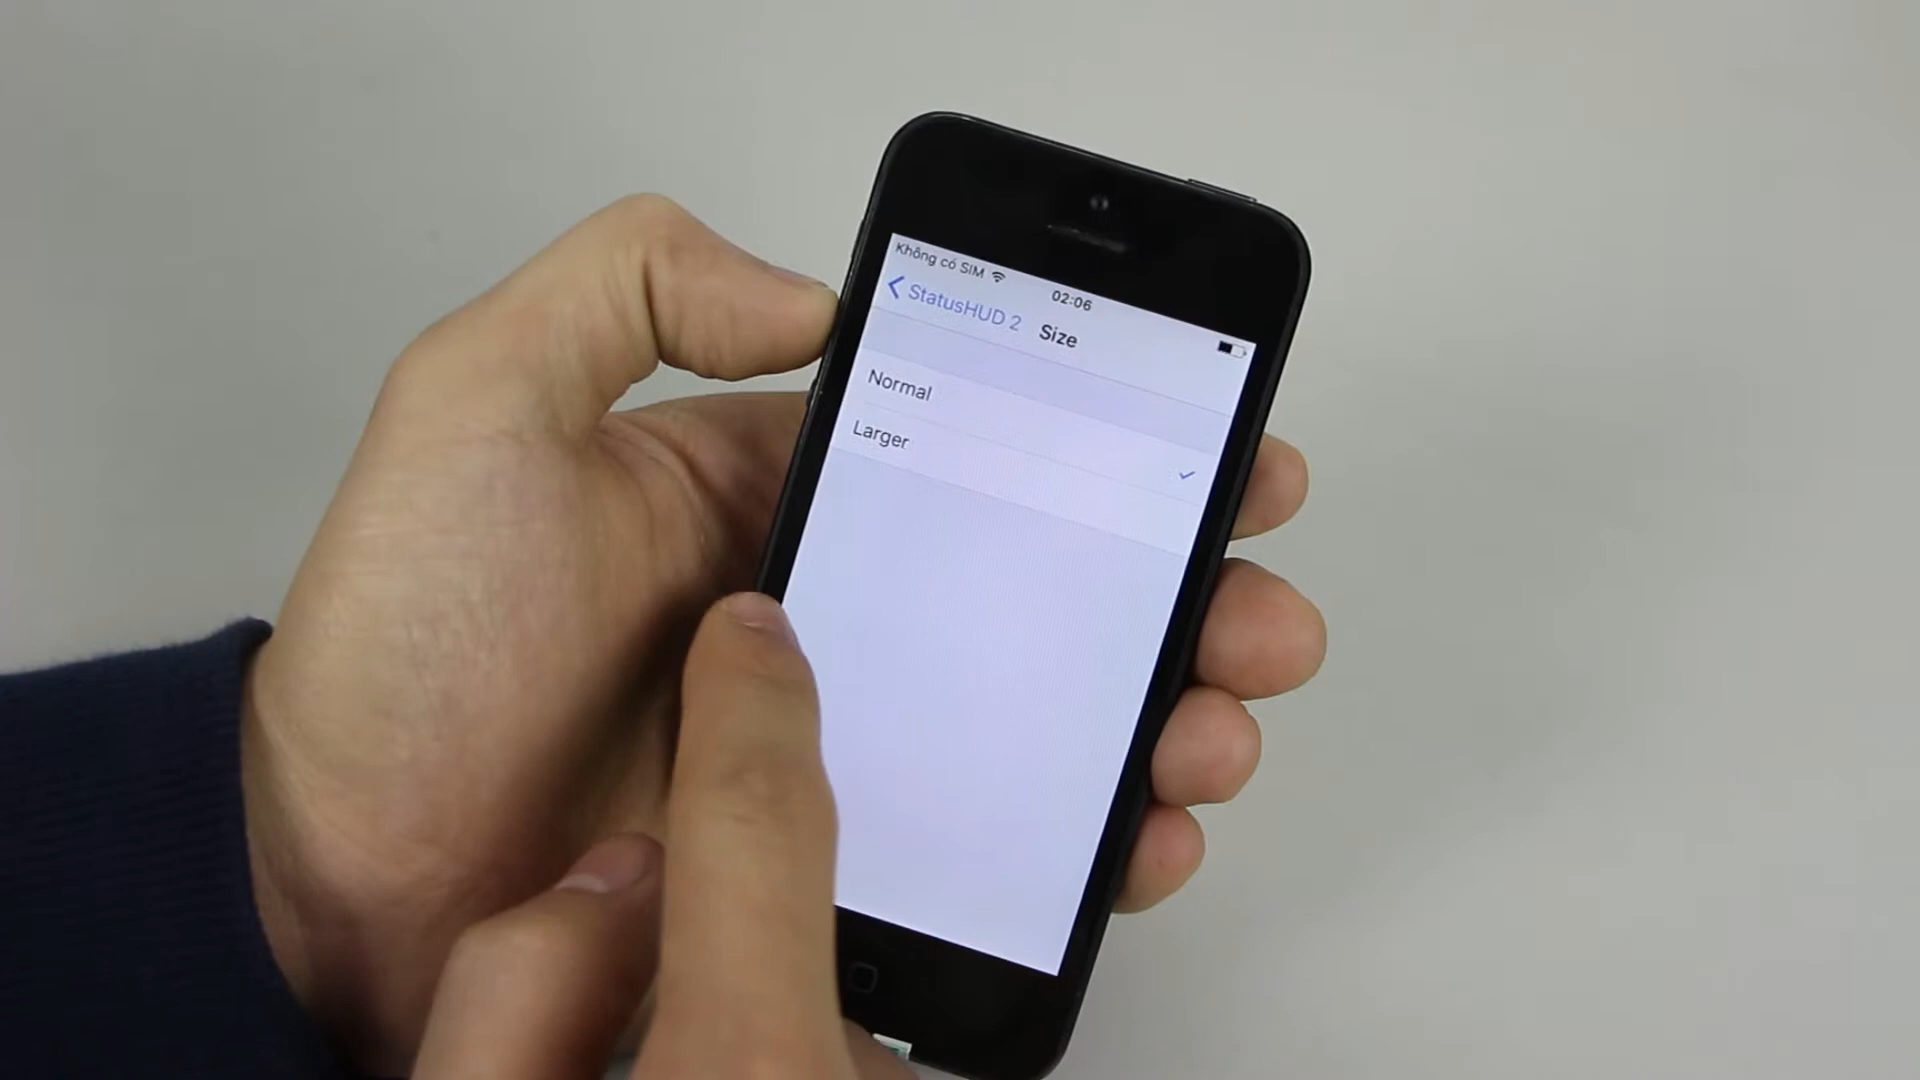 Không có SIM
02:06
StatusHUD 2
Size
Normal
Larger